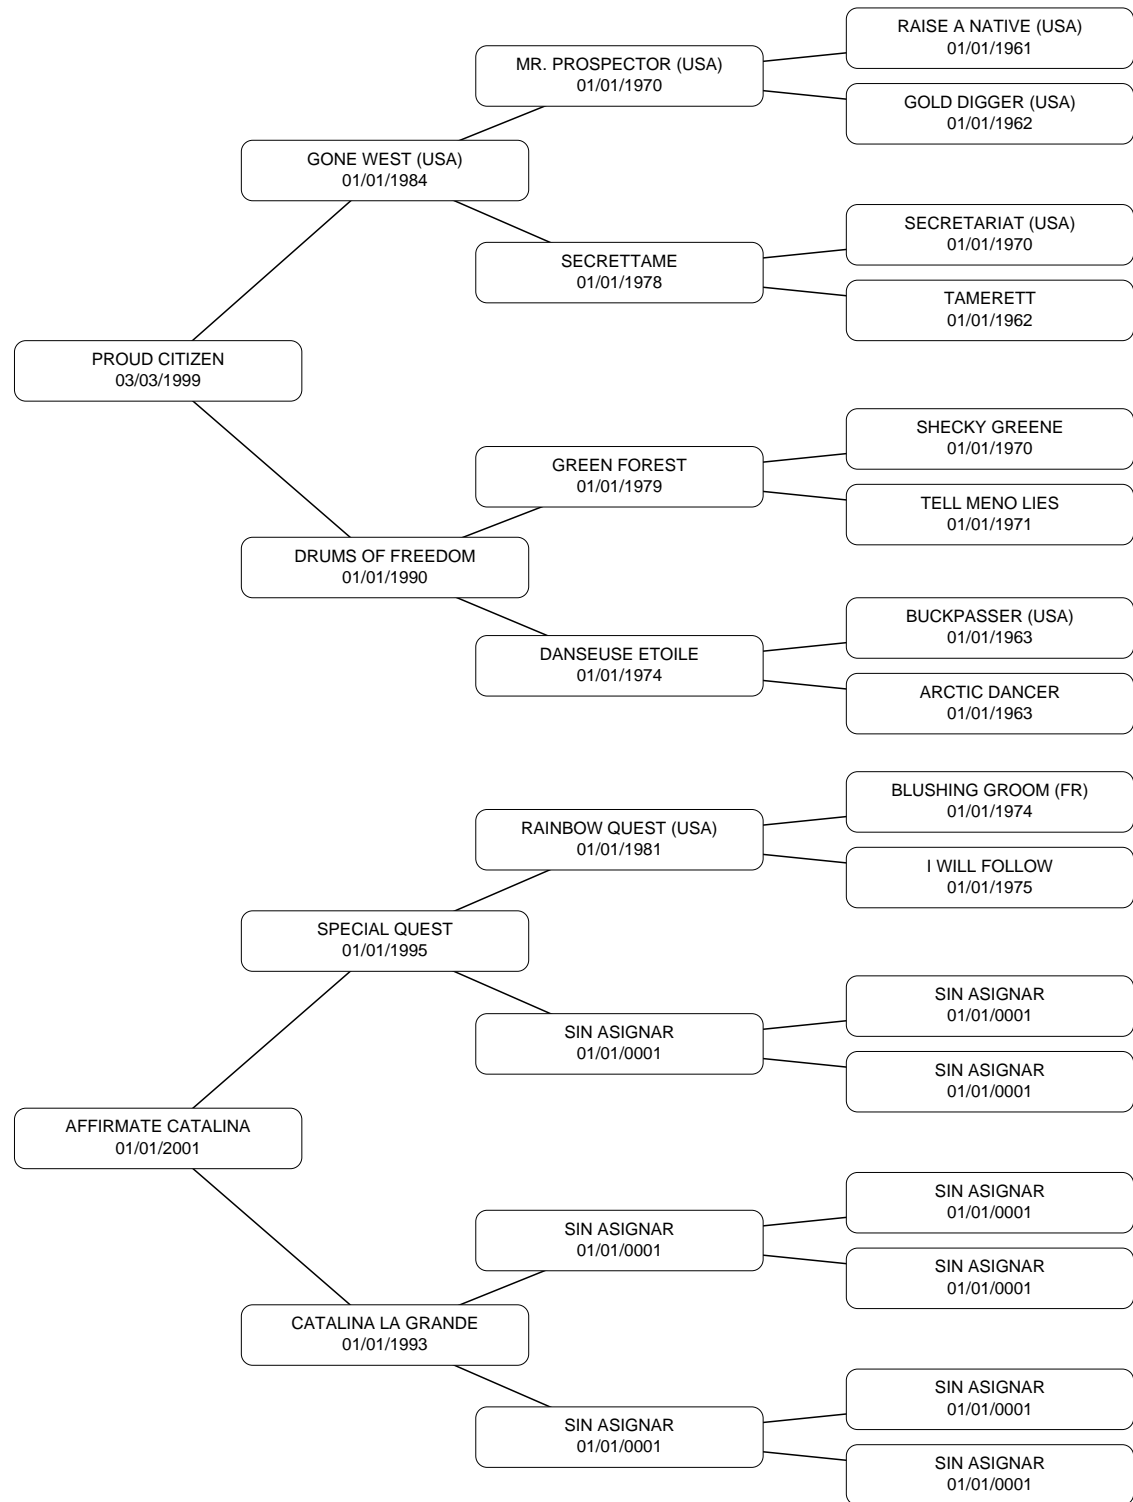 RAISE A NATIVE (USA)
01/01/1961
MR. PROSPECTOR (USA)
01/01/1970
GOLD DIGGER (USA)
01/01/1962
GONE WEST (USA)
01/01/1984
SECRETARIAT (USA)
01/01/1970
SECRETTAME
01/01/1978
TAMERETT
01/01/1962
PROUD CITIZEN
03/03/1999
SHECKY GREENE
01/01/1970
GREEN FOREST
01/01/1979
TELL MENO LIES
01/01/1971
DRUMS OF FREEDOM
01/01/1990
BUCKPASSER (USA)
01/01/1963
DANSEUSE ETOILE
01/01/1974
ARCTIC DANCER
01/01/1963
BLUSHING GROOM (FR)
01/01/1974
RAINBOW QUEST (USA)
01/01/1981
I WILL FOLLOW
01/01/1975
SPECIAL QUEST
01/01/1995
SIN ASIGNAR
01/01/0001
SIN ASIGNAR
01/01/0001
SIN ASIGNAR
01/01/0001
AFFIRMATE CATALINA
01/01/2001
SIN ASIGNAR
01/01/0001
SIN ASIGNAR
01/01/0001
SIN ASIGNAR
01/01/0001
CATALINA LA GRANDE
01/01/1993
SIN ASIGNAR
01/01/0001
SIN ASIGNAR
01/01/0001
SIN ASIGNAR
01/01/0001